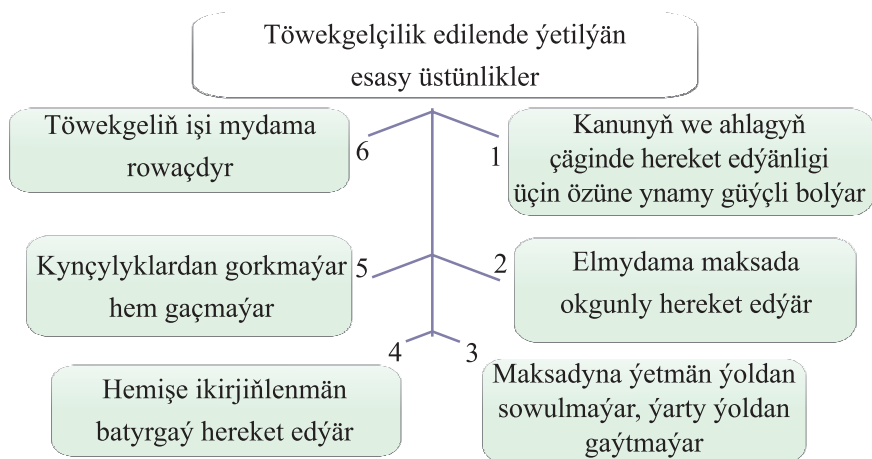 Töwekgelçilik edilende ýetilýän
esasy üstünlikler
Töwekgeliň işi mydama
rowaçdyr
6
1
Kanunyň we ahlagyň
çäginde hereket edýänligi
üçin özüne ynamy güýçli bolýar
Kynçylyklardan gorkmaýar
hem gaçmaýar
5
2
Elmydama maksada
okgunly hereket edýär
4
3
Hemişe ikirjiňlenmän
batyrgaý hereket edýär
Maksadyna ýetmän ýoldan
sowulmaýar, ýarty ýoldan
gaýtmaýar